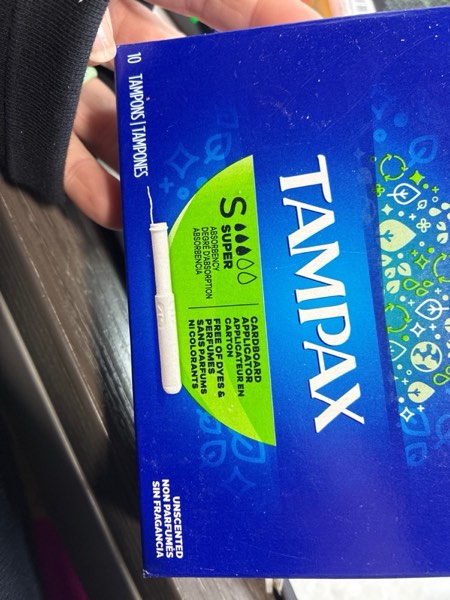 10 TAMPONS | TAMPONES
TAMPAX
S
SUPER
ABSORBENCY
DEGRÉ D'ABSORPTION
ABSORBENCIA
CARDBOARD
APPLICATOR
APPLICATEUR EN
CARTON
FREE OF DYES &
PERFUMES
SANS PARFUMS
NI COLORANTS
UNSCENTED
NON PARFUMÉS
SIN FRAGANCIA